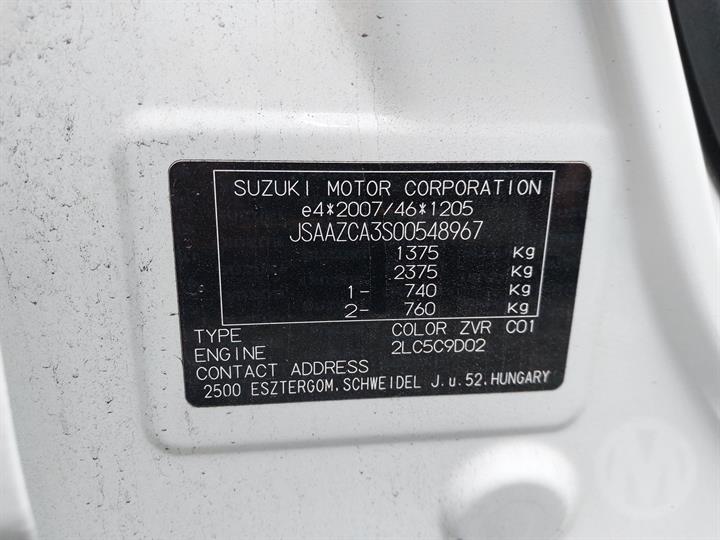 SUZUKI MOTOR CORPORATION
e4*2007/46*1205
JSAAZCA3S00548967
1375 Kg
2375 Kg
1- 740 Kg
2- 760 Kg
TYPE COLOR ZVR C01
ENGINE 2LC5C9D02
CONTACT ADDRESS
2500 ESZTERGOM, SCHWEIDEL J.u.52. HUNGARY
M